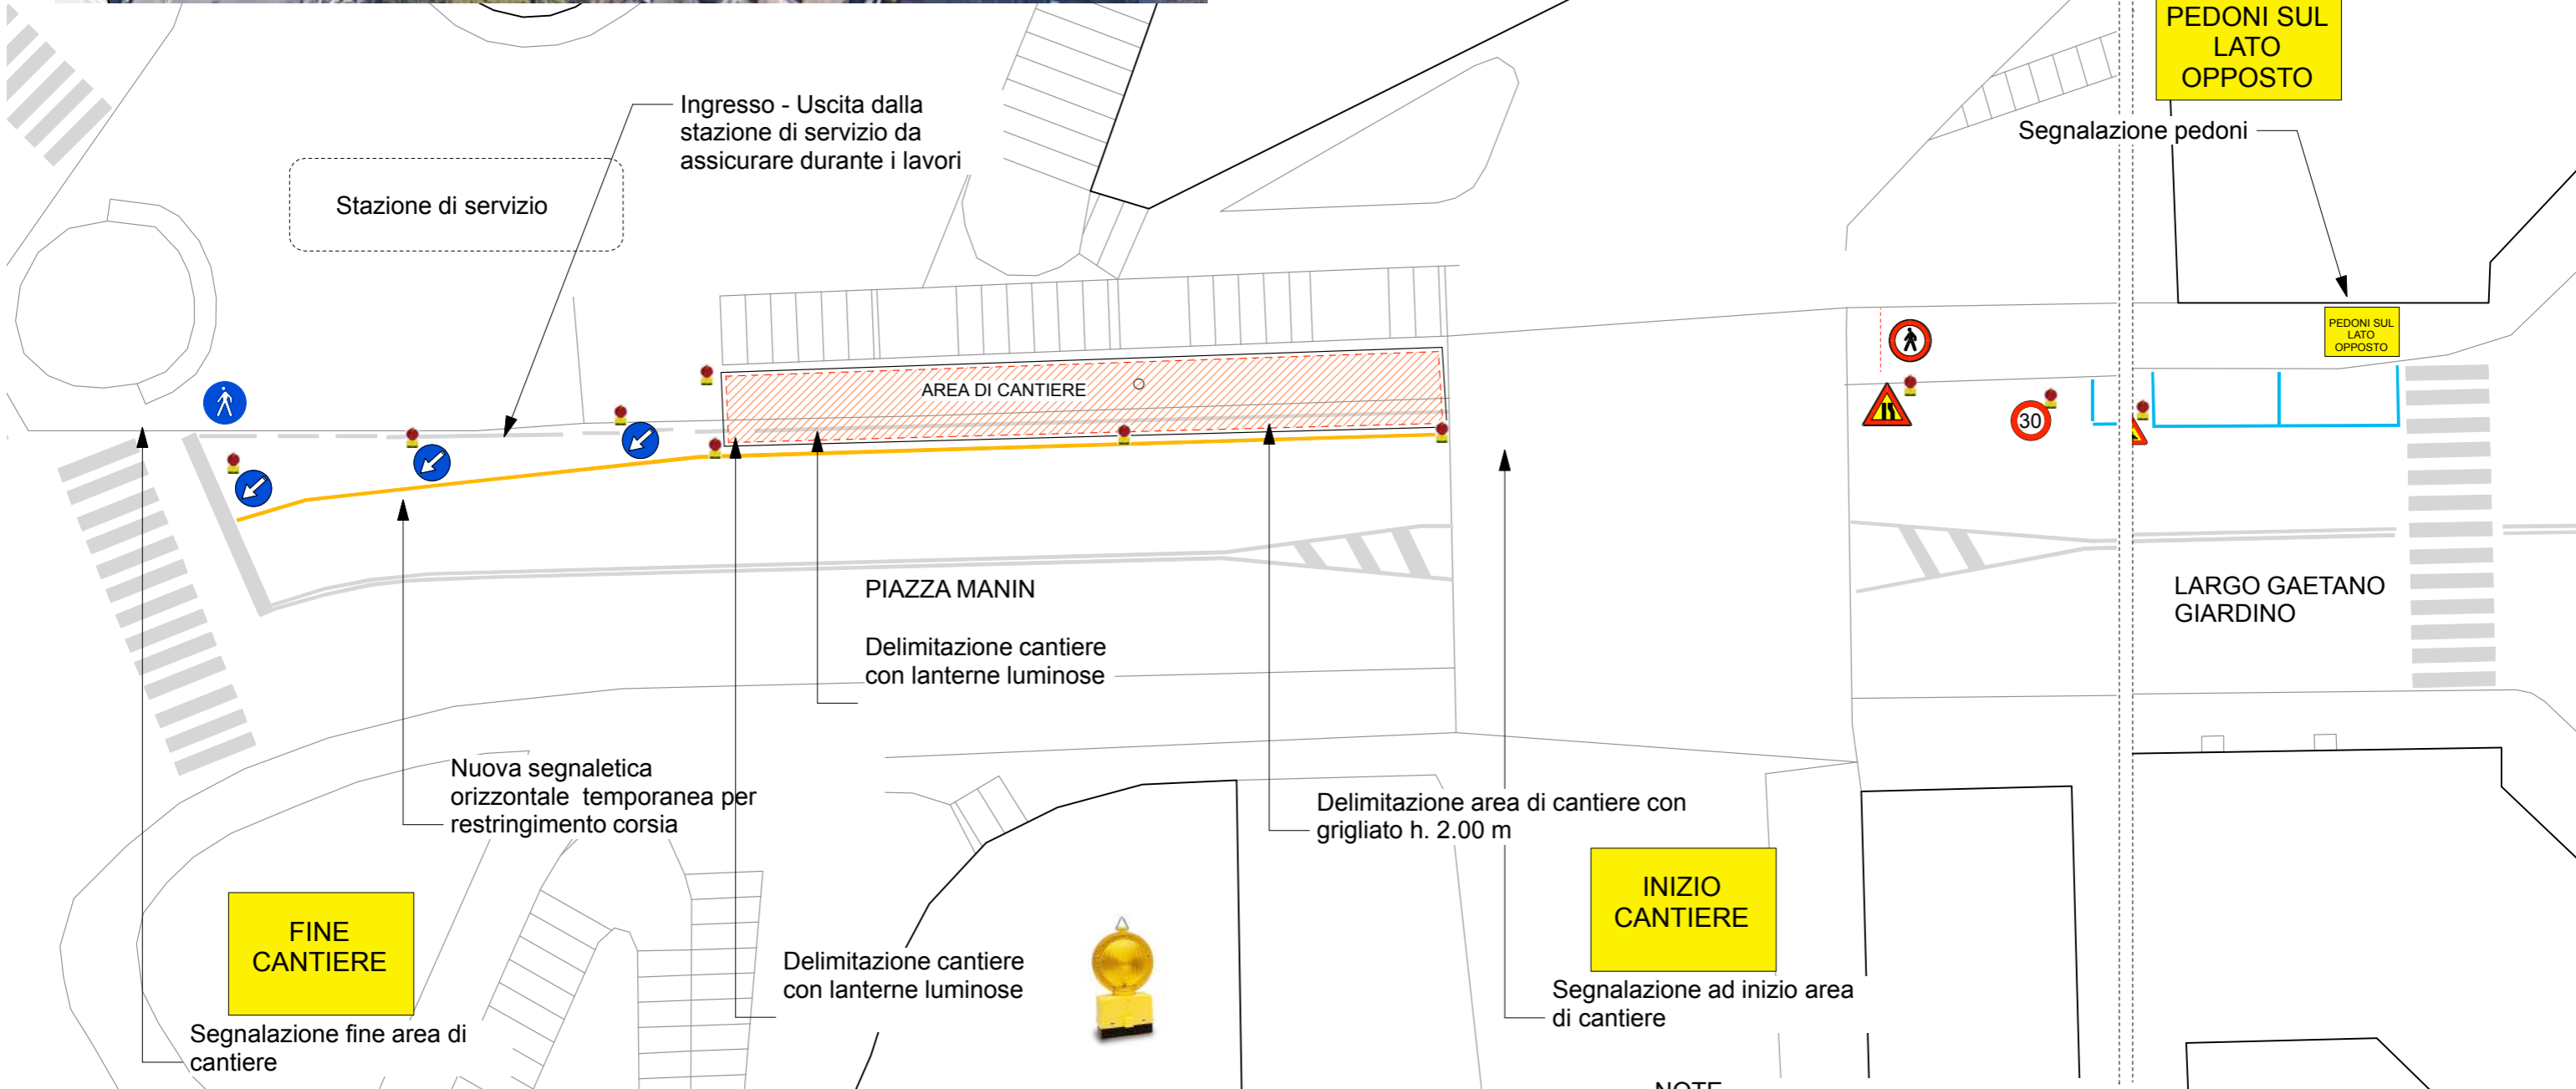 PEDONI SUL
LATO
OPPOSTO
Segnalazione pedoni
Ingresso - Uscita dalla
stazione di servizio da
assicurare durante i lavori
Stazione di servizio
PEDONI SUL
LATO
OPPOSTO
AREA DI CANTIERE
30
PIAZZA MANIN
LARGO GAETANO
GIARDINO
Delimitazione cantiere
con lanterne luminose
Nuova segnaletica
orizzontale temporanea per
restringimento corsia
Delimitazione area di cantiere con
grigliato h. 2.00 m
FINE
CANTIERE
INIZIO
CANTIERE
Delimitazione cantiere
con lanterne luminose
Segnalazione ad inizio area
di cantiere
Segnalazione fine area di
cantiere
NOTE